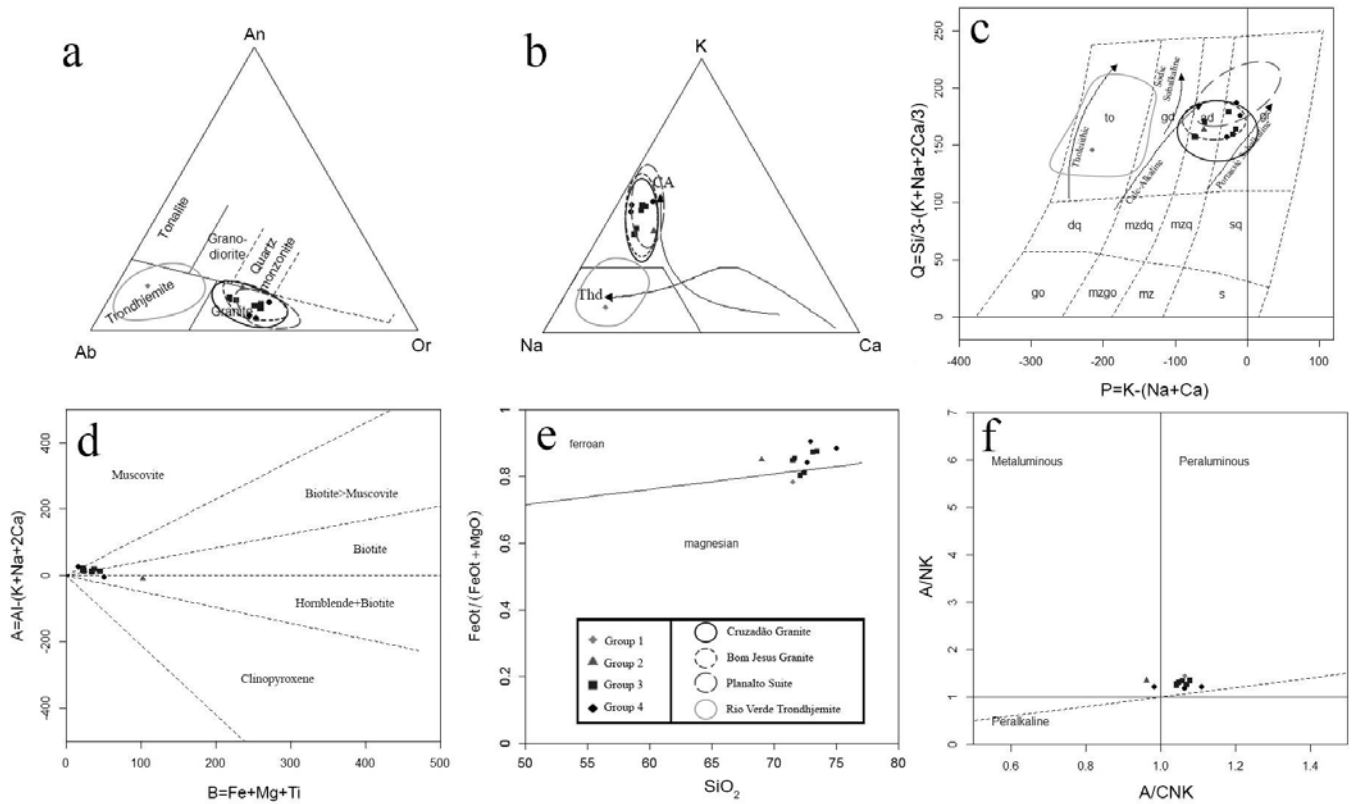 a
An
Tonalite
Grano-
diorite
Quartz
monzonite
Trondhjemite
Granite
Ab
Or
b
K
CA
Thd
Na
Ca
c
Q=Si/3-(K+Na+2Ca/3)
250
200
150
100
50
0
to
gd
gd
Tholeiithic
Sodic
Subalkaline
Calc-Alkaline
dq
mzdq
mzq
sq
go
mzgo
mz
s
-400
-300
-200
-100
0
100
P=K-(Na+Ca)
d
A=Al-(K+Na+2Ca)
400
200
0
-200
-400
Muscovite
Biotite>Muscovite
Biotite
Hornblende+Biotite
Clinopyroxene
0
100
200
300
400
500
B=Fe+Mg+Ti
e
FeOt/(FeOt+MgO)
1
0.8
0.6
0.4
0.2
0
ferroan
magnesian
Group 1
Group 2
Group 3
Group 4
Cruzadão Granite
Bom Jesus Granite
Planalto Suite
Rio Verde Trondhjemite
50
55
60
65
70
75
80
SiO₂
f
A/NK
7
6
5
4
3
2
1
0
Metaluminous
Peraluminous
Peralkaline
0.6
0.8
1.0
1.2
1.4
A/CNK